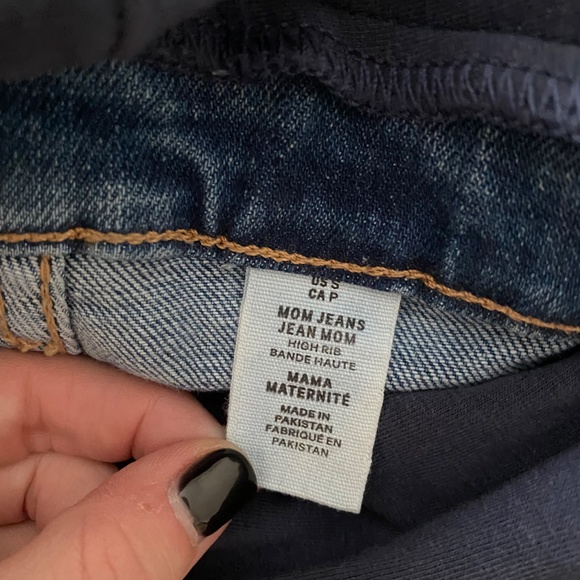 US S
CA P
MOM JEANS
JEAN MOM
HIGH RIB
BANDE HAUTE
MAMA
MATERNITÉ
MADE IN
PAKISTAN
FABRIQUÉ EN
PAKISTAN